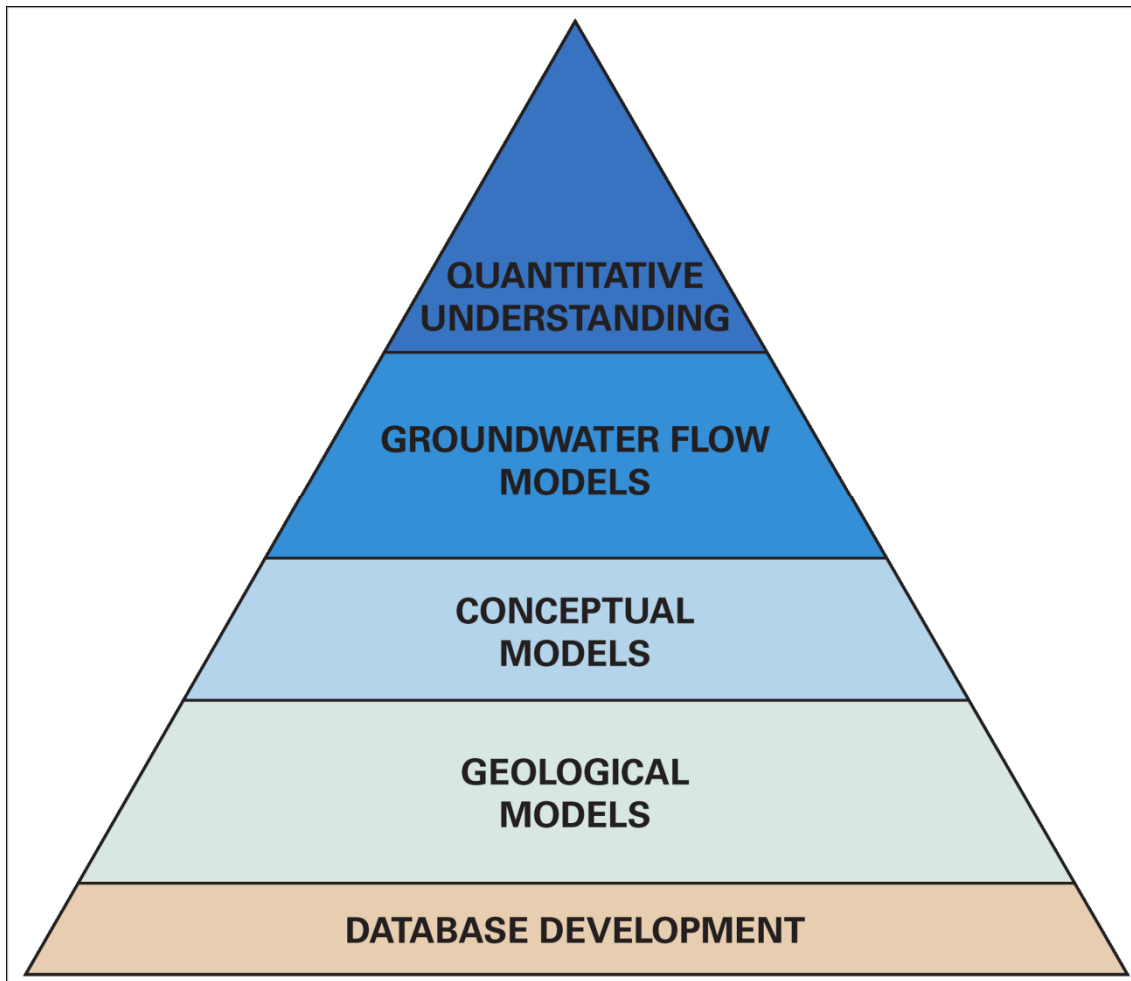 QUANTITATIVE
UNDERSTANDING
GROUNDWATER FLOW
MODELS
CONCEPTUAL
MODELS
GEOLOGICAL
MODELS
DATABASE DEVELOPMENT